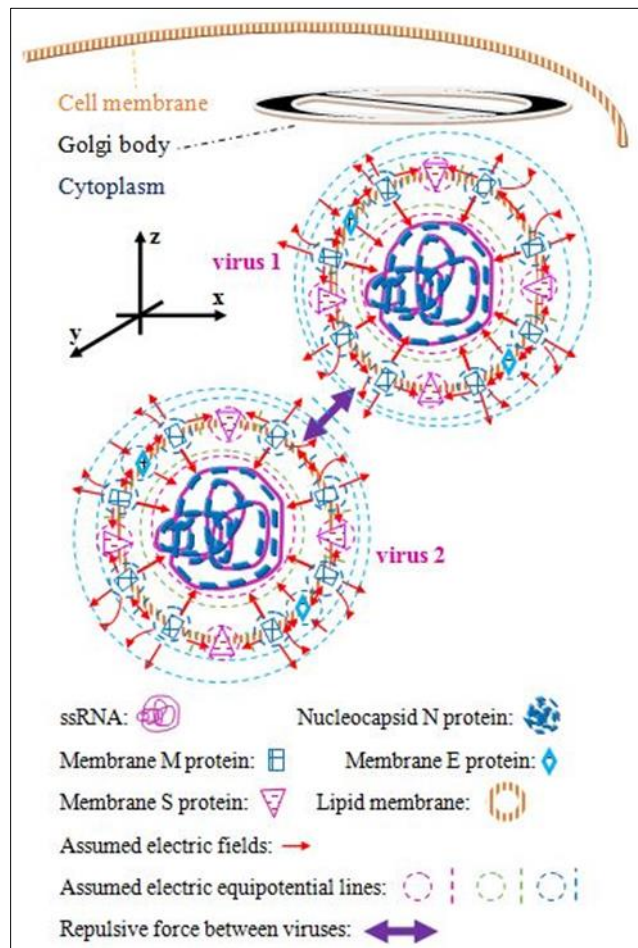 Cell membrane
Golgi body
Cytoplasm
z
virus 1
x
y
virus 2
ssRNA: Nucleocapsid N protein:
Membrane M protein: Membrane E protein:
Membrane S protein: Lipid membrane:
Assumed electric fields:
Assumed electric equipotential lines:
Repulsive force between viruses: